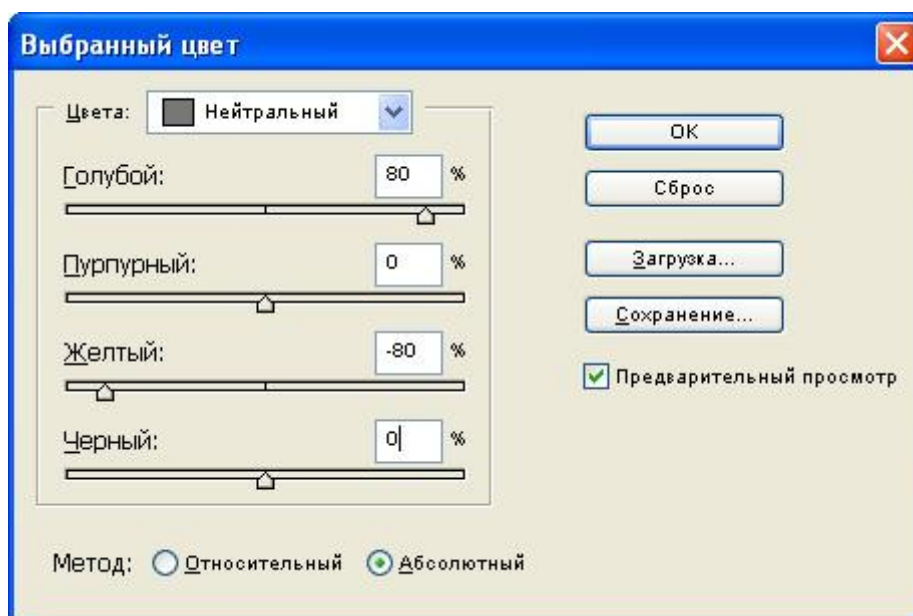 Выбранный цвет
Цвета: Нейтральный
Голубой: 80 %
Пурпурный: 0 %
Желтый: -80 %
Черный: 0 %
Метод: Относительный Абсолютный
OK
Сброс
Загрузка...
Сохранение...
Предварительный просмотр